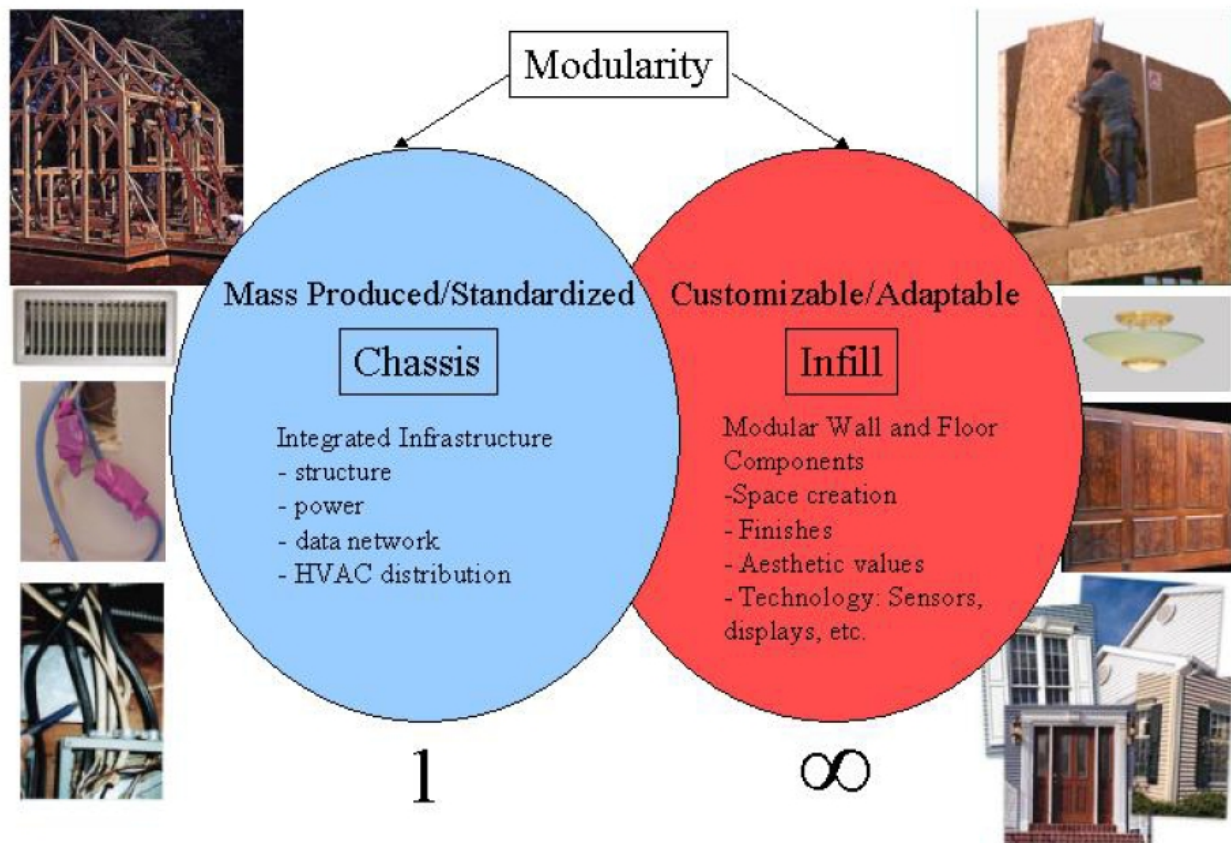 Modularity
Mass Produced/Standardized
Chassis
Integrated Infrastructure
- structure
- power
- data network
- HVAC distribution
1
Customizable/Adaptable
Infill
Modular Wall and Floor
Components
-Space creation
- Finishes
- Aesthetic values
- Technology: Sensors,
displays, etc.
∞